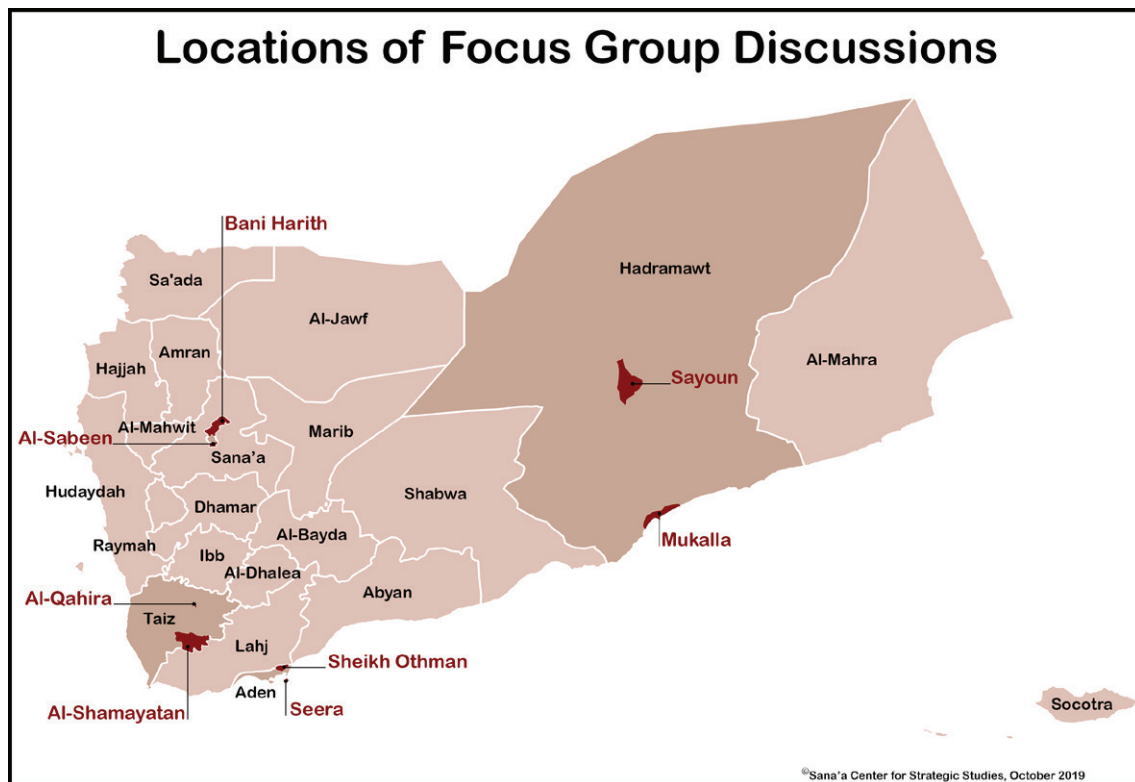 Locations of Focus Group Discussions
Bani Harith
Sa'ada
Hadramawt
Al-Jawf
Amran
Hajjah
Al-Mahra
Sayoun
Al-Mahwit
Al-Sabeen
Marib
Sana'a
Hudaydah
Shabwa
Dhamar
Al-Bayda
Mukalla
Raymah
Ibb
Al-Dhalea
Abyan
Al-Qahira
Taiz
Lahj
Sheikh Othman
Aden
Seera
Al-Shamayatan
Socotra
©Sana'a Center for Strategic Studies, October 2019